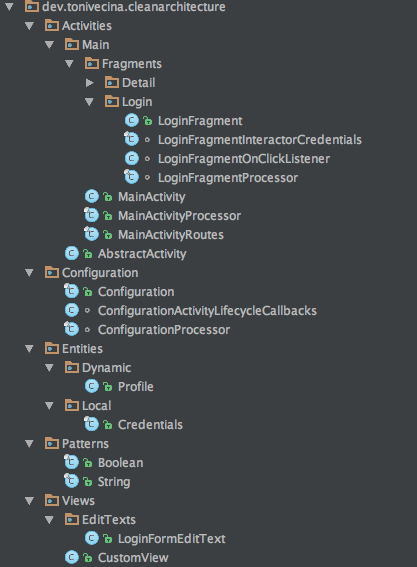 dev.tonivecina.cleanarchitecture
Activities
Main
Fragments
Detail
Login
LoginFragment
LoginFragmentInteractorCredentials
LoginFragmentOnClickListener
LoginFragmentProcessor
MainActivity
MainActivityProcessor
MainActivityRoutes
AbstractActivity
Configuration
Configuration
ConfigurationActivityLifecycleCallbacks
ConfigurationProcessor
Entities
Dynamic
Profile
Local
Credentials
Patterns
Boolean
String
Views
EditTexts
LoginFormEditText
CustomView